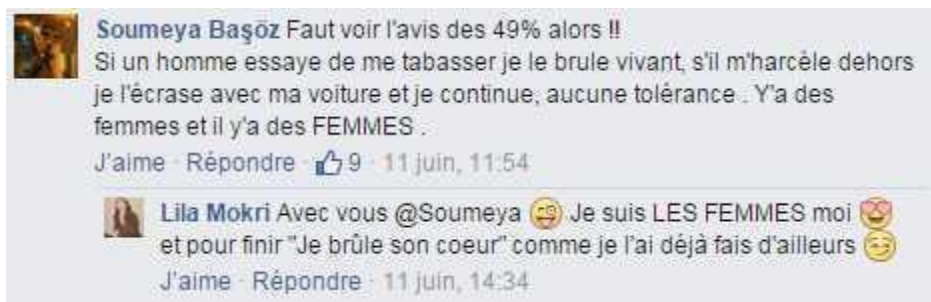 Soumeya Başöz Faut voir l'avis des 49% alors !!
Si un homme essaye de me tabasser je le brule vivant, s'il m'harcèle dehors
je l'écrase avec ma voiture et je continue, aucune tolérance . Y'a des
femmes et il y'a des FEMMES .
J'aime · Répondre · 9 · 11 juin, 11:54
Lila Mokri Avec vous @Soumeya Je suis LES FEMMES moi
et pour finir "Je brûle son coeur" comme je l'ai déjà fais d'ailleurs
J'aime · Répondre · 11 juin, 14:34